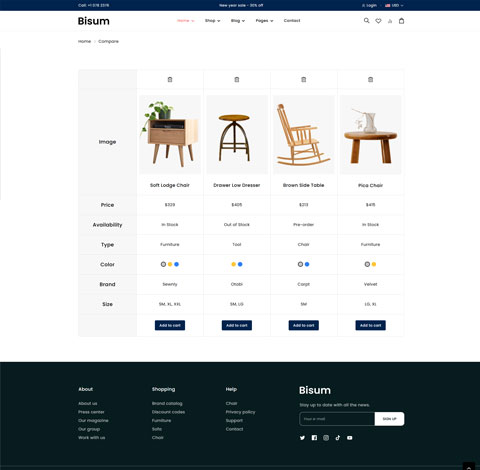 Call: +1 078 2376
New year sale - 30% off
Login
USD
Bisum
Home
Shop
Blog
Pages
Contact
Home
Compare
Image
Soft Lodge Chair
Drawer Low Dresser
Brown Side Table
Pica Chair
Price
$329
$405
$213
$415
Availability
In Stock
Out of Stock
Pre-order
In Stock
Type
Furniture
Tool
Chair
Furniture
Color
Brand
Otobi
Velvet
Size
SM, XL, XXL
SM, LG
SM
LG, XL
Add to cart
Add to cart
Add to cart
Add to cart
About
Shopping
Help
Bisum
About us
Brand catalog
Chair
Stay up to date with all the news.
Press center
Discount codes
Privacy policy
Our magazine
Furniture
Support
Your e-mail
SIGN UP
Our group
Sofa
Contact
Work with us
Chair